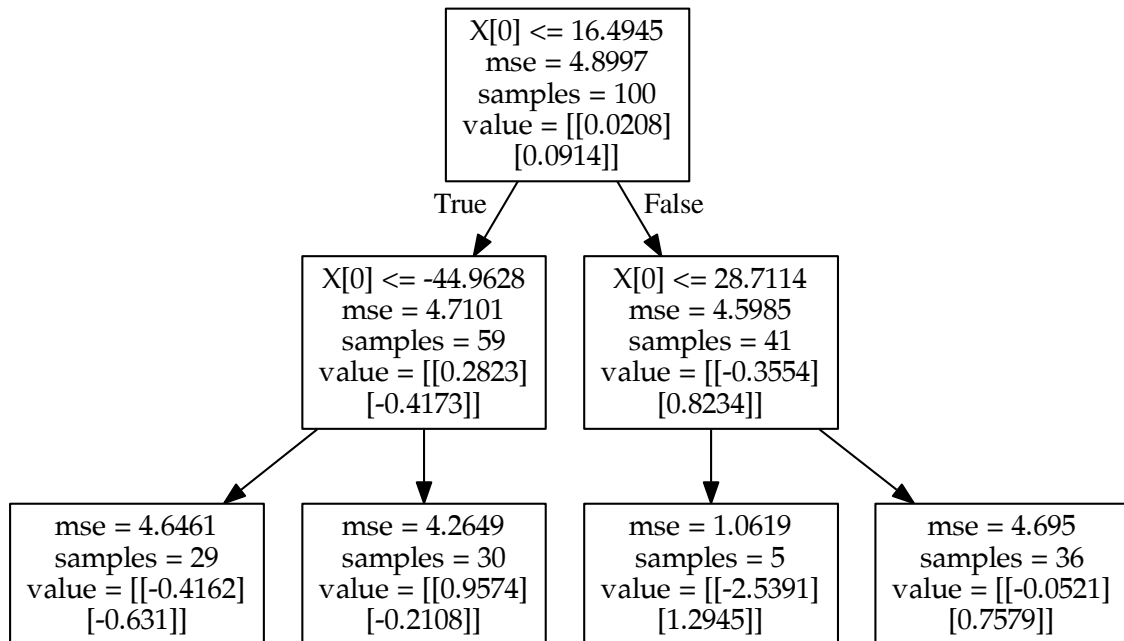 X[0] <= 16.4945
mse = 4.8997
samples = 100
value = [[0.0208]
[0.0914]]
True
False
X[0] <= -44.9628
mse = 4.7101
samples = 59
value = [[0.2823]
[-0.4173]]
X[0] <= 28.7114
mse = 4.5985
samples = 41
value = [[-0.3554]
[0.8234]]
mse = 4.6461
samples = 29
value = [[-0.4162]
[-0.631]]
mse = 4.2649
samples = 30
value = [[0.9574]
[-0.2108]]
mse = 1.0619
samples = 5
value = [[-2.5391]
[1.2945]]
mse = 4.695
samples = 36
value = [[-0.0521]
[0.7579]]